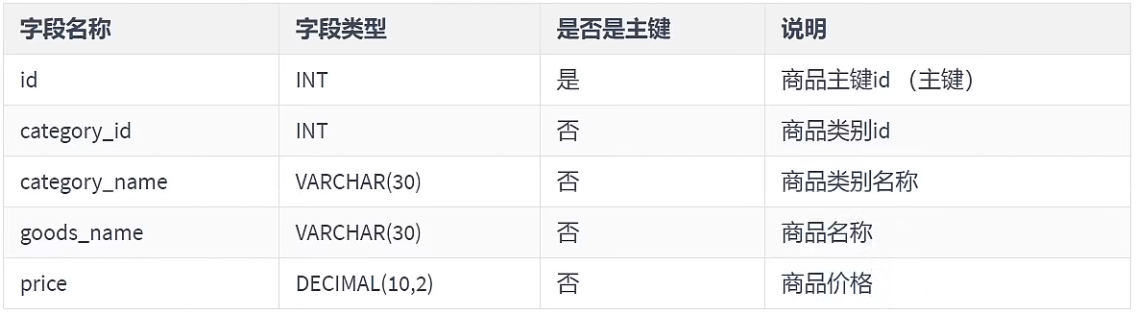 字段名称 字段类型 是否是主键 说明
id INT 是 商品主键id （主键）
category_id INT 否 商品类别id
category_name VARCHAR(30) 否 商品类别名称
goods_name VARCHAR(30) 否 商品名称
price DECIMAL(10,2) 否 商品价格